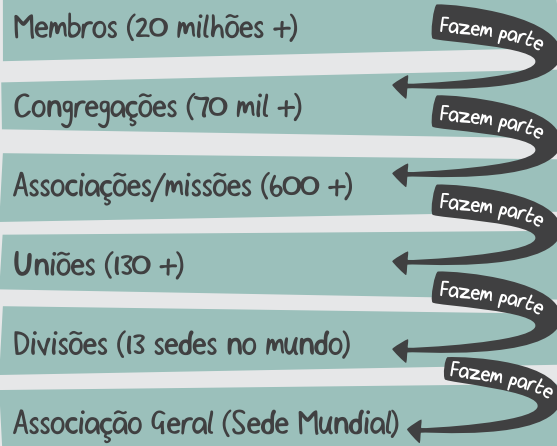 Membros (20 milhões +)
Fazem parte
Congregações (70 mil +)
Fazem parte
Associações/missões (600 +)
Fazem parte
Uniões (130 +)
Fazem parte
Divisões (13 sedes no mundo)
Fazem parte
Associação Geral (Sede Mundial)